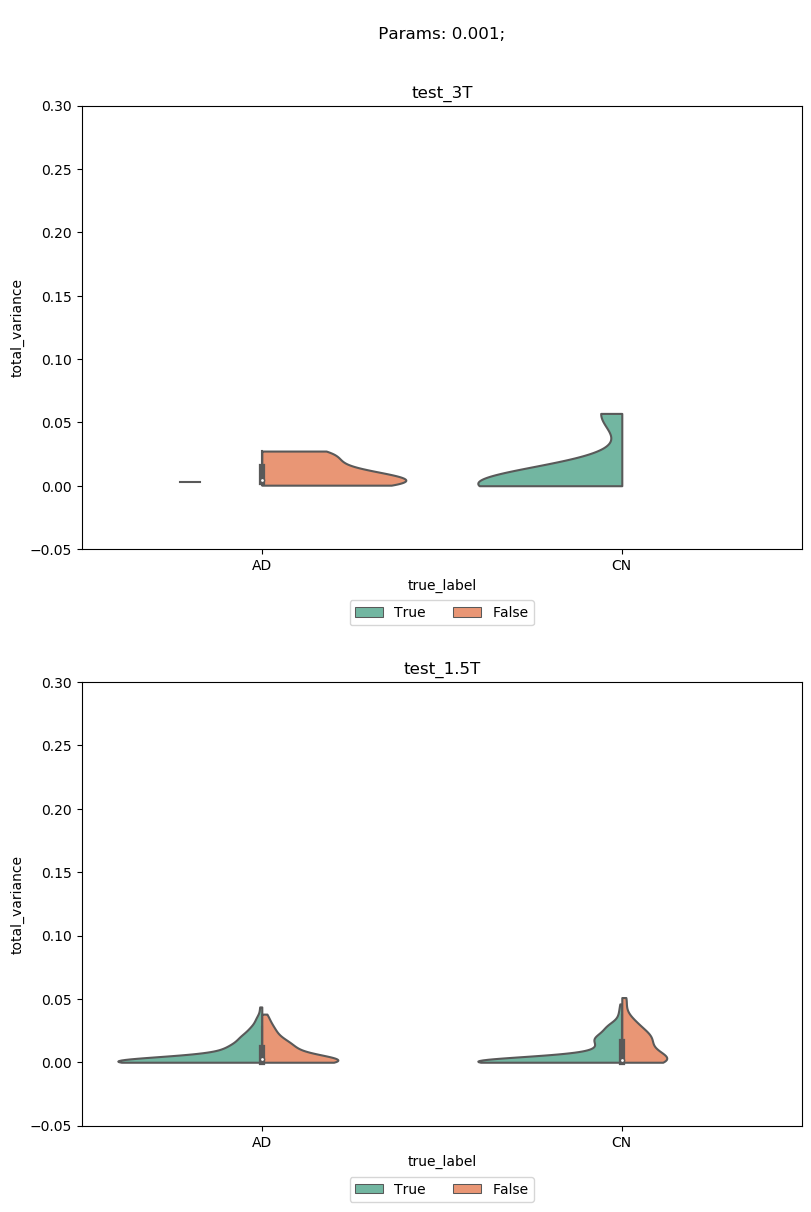 Params: 0.001;
test_3T
0.30
0.25
0.20
0.15
0.10
0.05
0.00
−0.05
total_variance
AD CN
true_label
True False
test_1.5T
0.30
0.25
0.20
0.15
0.10
0.05
0.00
−0.05
total_variance
AD CN
true_label
True False